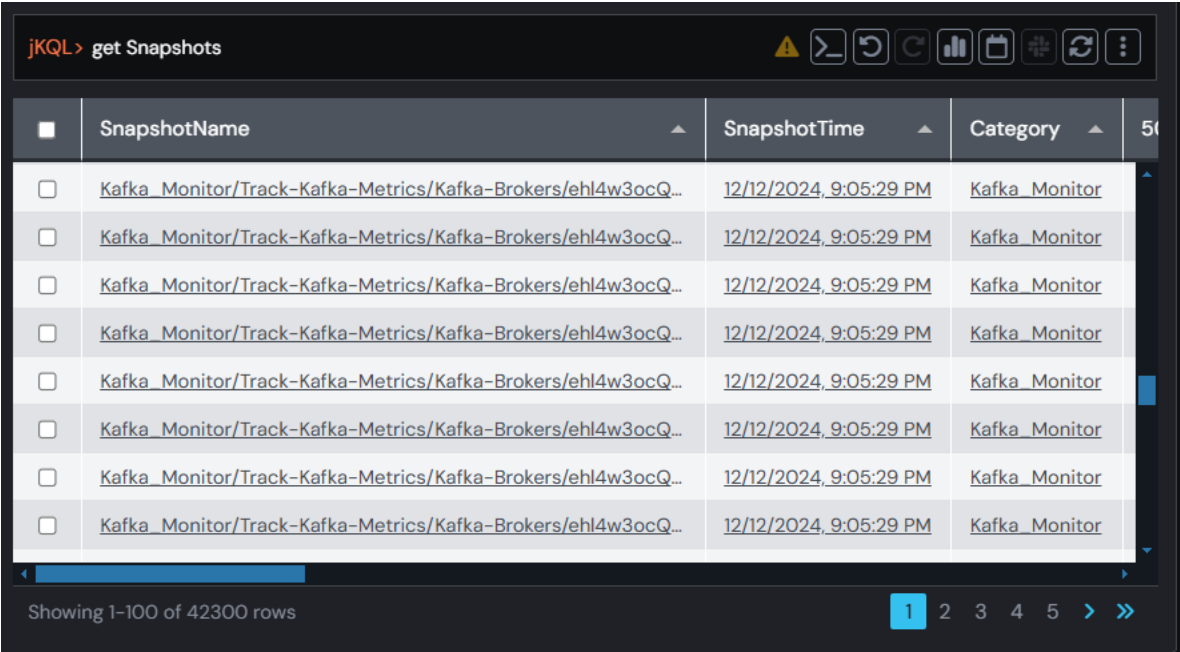 jKQL> get Snapshots
SnapshotName SnapshotTime Category 50
Kafka_Monitor/Track-Kafka-Metrics/Kafka-Brokers/ehl4w3ocQ... 12/12/2024, 9:05:29 PM Kafka_Monitor
Kafka_Monitor/Track-Kafka-Metrics/Kafka-Brokers/ehl4w3ocQ... 12/12/2024, 9:05:29 PM Kafka_Monitor
Kafka_Monitor/Track-Kafka-Metrics/Kafka-Brokers/ehl4w3ocQ... 12/12/2024, 9:05:29 PM Kafka_Monitor
Kafka_Monitor/Track-Kafka-Metrics/Kafka-Brokers/ehl4w3ocQ... 12/12/2024, 9:05:29 PM Kafka_Monitor
Kafka_Monitor/Track-Kafka-Metrics/Kafka-Brokers/ehl4w3ocQ... 12/12/2024, 9:05:29 PM Kafka_Monitor
Kafka_Monitor/Track-Kafka-Metrics/Kafka-Brokers/ehl4w3ocQ... 12/12/2024, 9:05:29 PM Kafka_Monitor
Kafka_Monitor/Track-Kafka-Metrics/Kafka-Brokers/ehl4w3ocQ... 12/12/2024, 9:05:29 PM Kafka_Monitor
Kafka_Monitor/Track-Kafka-Metrics/Kafka-Brokers/ehl4w3ocQ... 12/12/2024, 9:05:29 PM Kafka_Monitor
Showing 1-100 of 42300 rows 1 2 3 4 5 > »